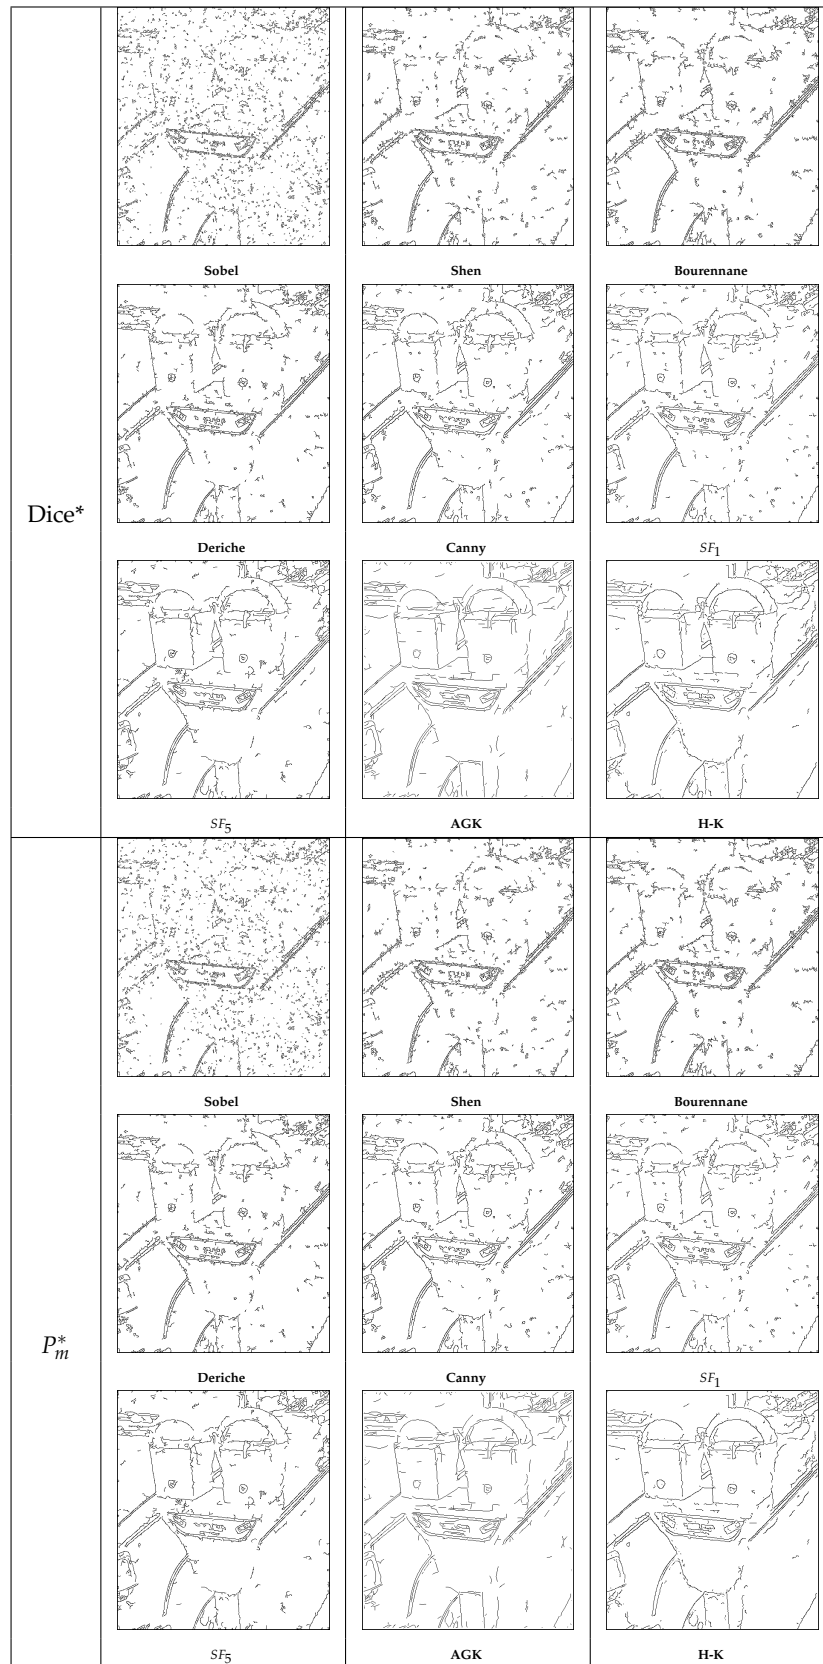 Sobel Shen Bourennane
Dice*
Deriche Canny SF1
SF5 AGK H-K
Sobel Shen Bourennane
P*m
Deriche Canny SF1
SF5 AGK H-K